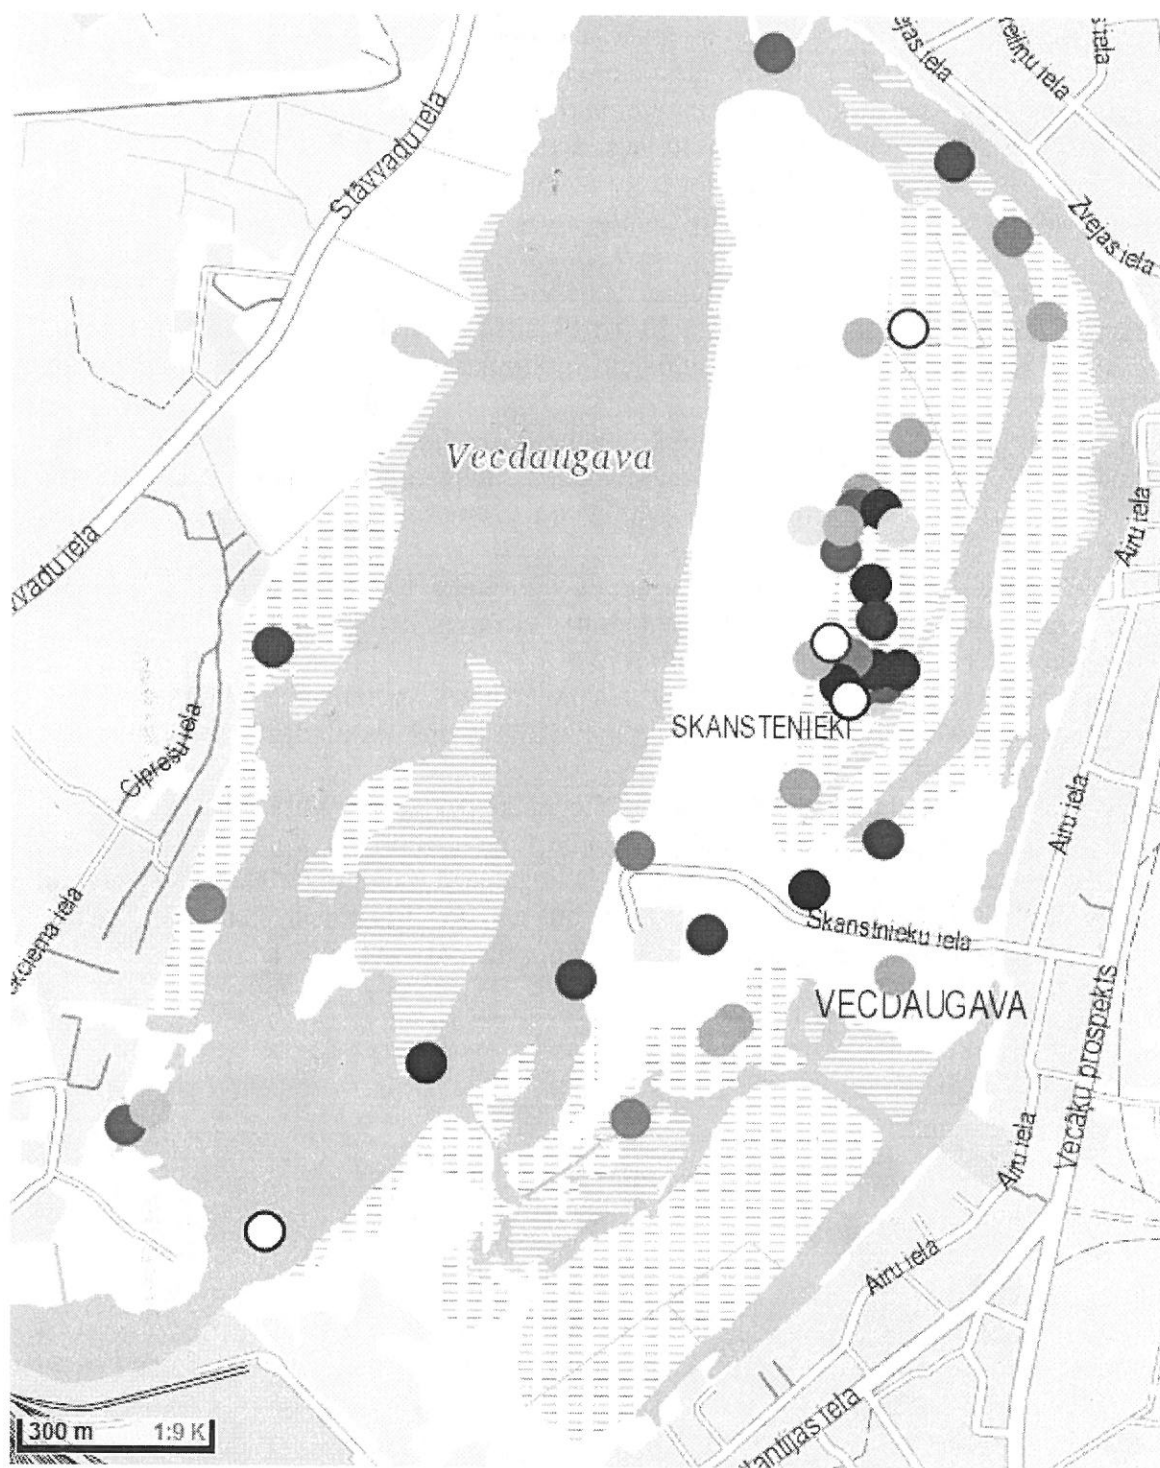 Zvejas iela
Stāvvadu iela
Vecdaugava
Airu iela
SKANSTENIEKI
Cipresu iela
Airu iela
Skanstnieku iela
VECDAUGAVA
Vecāķu prospekts
Airu iela
Airu iela
300 m 1:9 K